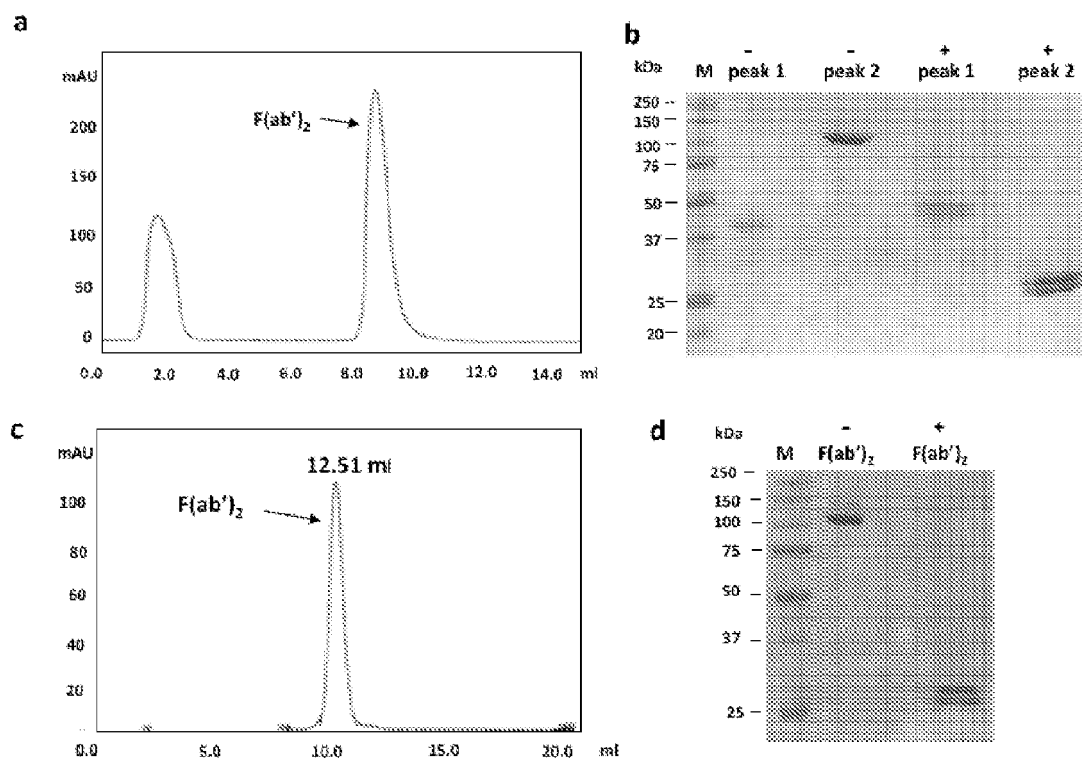 a
mAU
200
150
100
50
0
F(ab')₂
0.0 2.0 4.0 6.0 8.0 10.0 12.0 14.0 ml
b
- - + +
kDa M peak 1 peak 2 peak 1 peak 2
250
150
100
75
50
37
25
20
c
mAU
100
80
60
40
20
12.51 ml
F(ab')₂
0.0 5.0 10.0 15.0 20.0 ml
d
- +
kDa M F(ab')₂ F(ab')₂
250
150
100
75
50
37
25